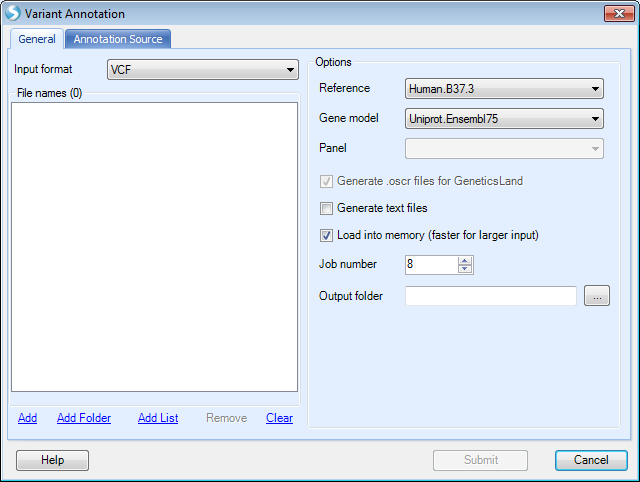 Variant Annotation
General Annotation Source
Input format VCF
File names (0)
Add Add Folder Add List Remove Clear
Options
Reference Human.B37.3
Gene model Uniprot.Ensembl75
Panel
Generate .oscr files for GeneticsLand
Generate text files
Load into memory (faster for larger input)
Job number 8
Output folder ...
Help Submit Cancel